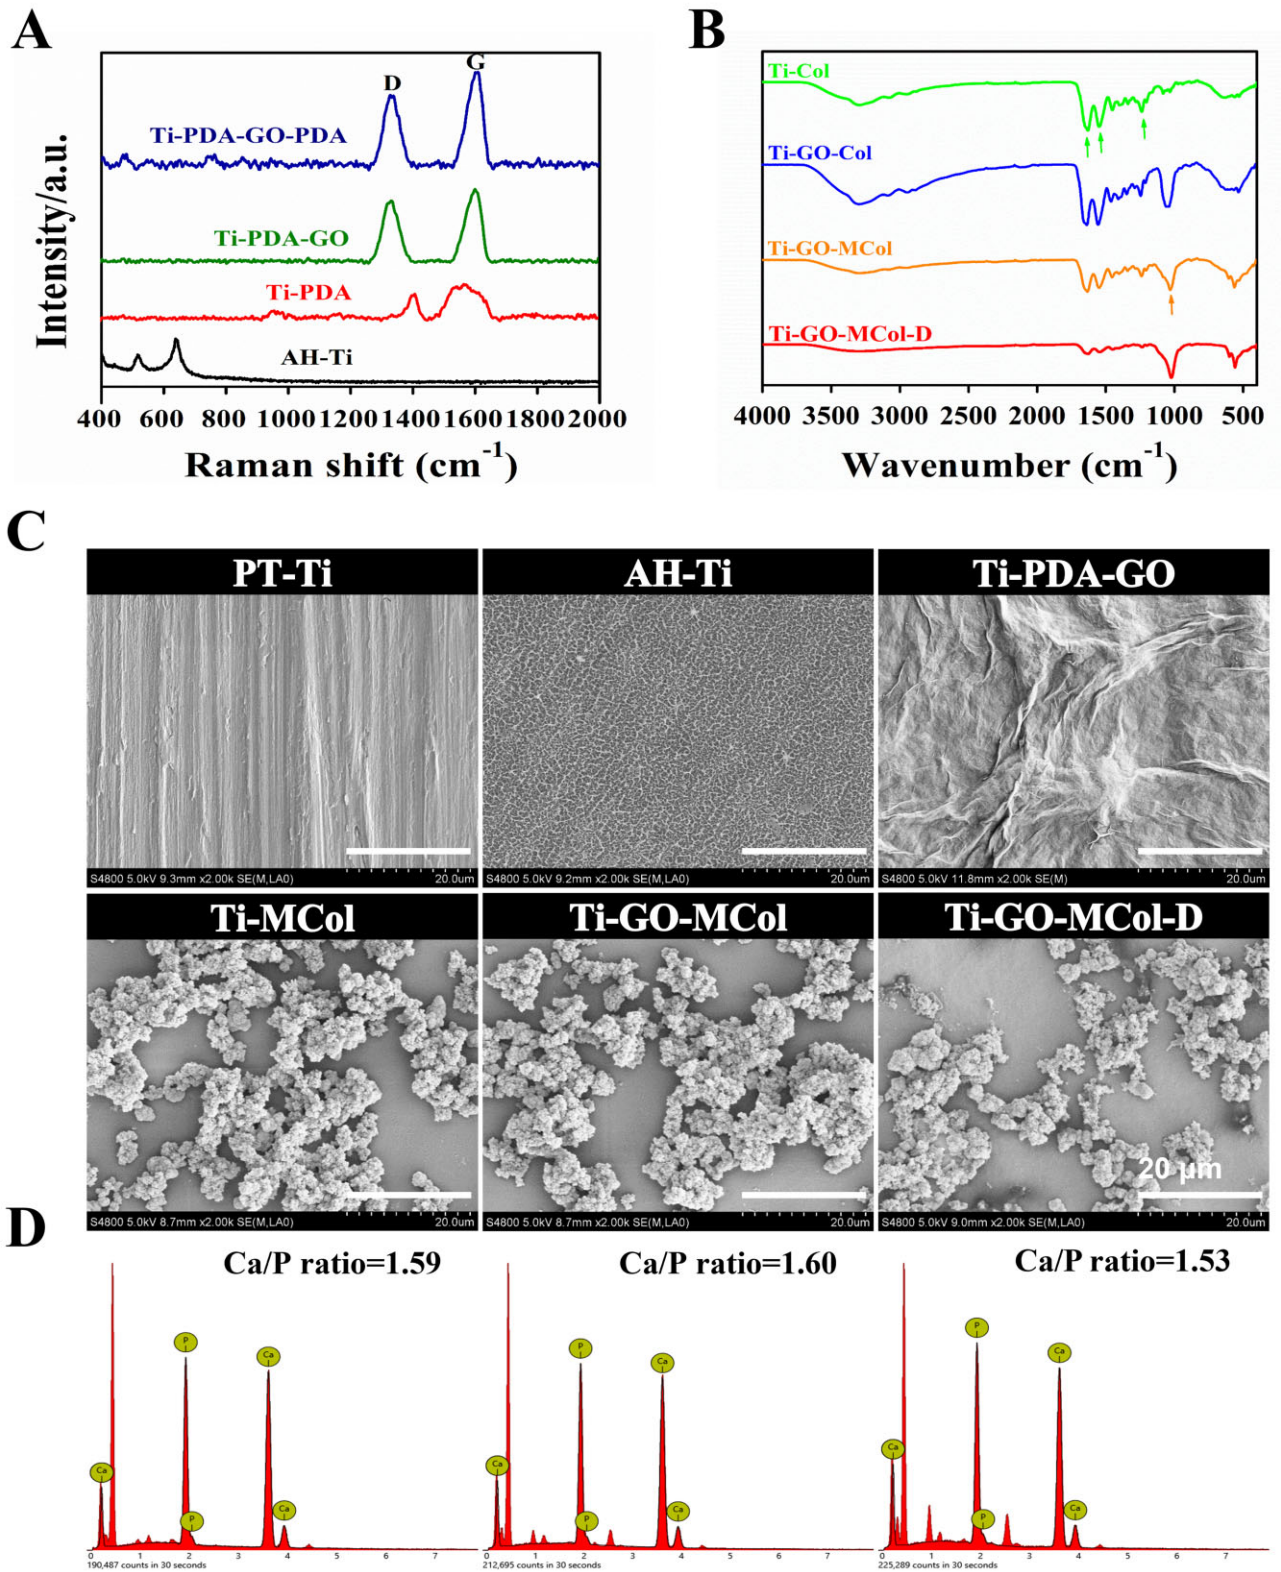 A
D
G
Ti-PDA-GO-PDA
Ti-PDA-GO
Ti-PDA
AH-Ti
Intensity/a.u.
400 600 800 1000 1200 1400 1600 1800 2000
Raman shift (cm⁻¹)
B
Ti-Col
Ti-GO-Col
Ti-GO-MCol
Ti-GO-MCol-D
4000 3500 3000 2500 2000 1500 1000 500
Wavenumber (cm⁻¹)
C
PT-Ti
AH-Ti
Ti-PDA-GO
S4800 5.0kV 9.3mm x2.00k SE(M,LA0) 20.0um
S4800 5.0kV 9.2mm x2.00k SE(M,LA0) 20.0um
S4800 5.0kV 11.8mm x2.00k SE(M) 20.0um
Ti-MCol
Ti-GO-MCol
Ti-GO-MCol-D
20 μm
S4800 5.0kV 8.7mm x2.00k SE(M,LA0) 20.0um
S4800 5.0kV 8.7mm x2.00k SE(M,LA0) 20.0um
S4800 5.0kV 9.0mm x2.00k SE(M,LA0) 20.0um
D
Ca/P ratio=1.59
P
Ca
Ca
P
Ca
0 1 2 3 4 5 6 7
190,487 counts in 30 seconds
Ca/P ratio=1.60
P
Ca
Ca
P
Ca
0 1 2 3 4 5 6 7
212,695 counts in 30 seconds
Ca/P ratio=1.53
P
Ca
Ca
P
Ca
0 1 2 3 4 5 6 7
225,289 counts in 30 seconds